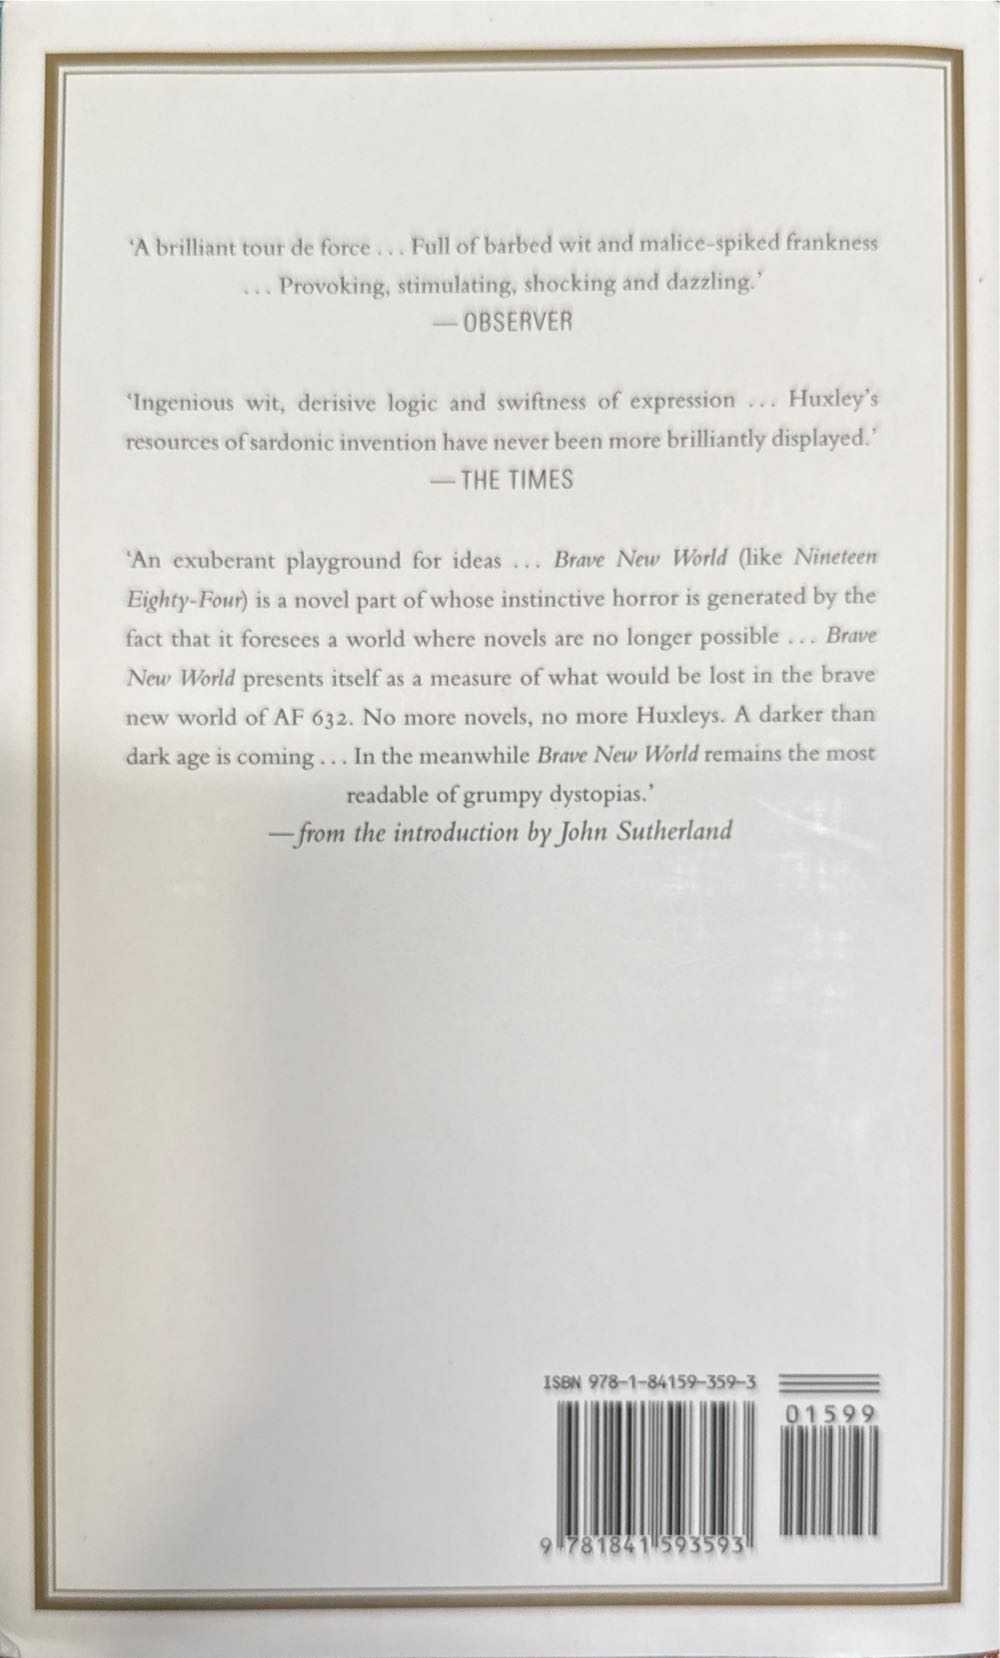 ‘A brilliant tour de force ... Full of barbed wit and malice-spiked frankness
... Provoking, stimulating, shocking and dazzling.’
— OBSERVER
‘Ingenious wit, derisive logic and swiftness of expression ... Huxley’s
resources of sardonic invention have never been more brilliantly displayed.’
— THE TIMES
‘An exuberant playground for ideas ... Brave New World (like Nineteen
Eighty-Four) is a novel part of whose instinctive horror is generated by the
fact that it foresees a world where novels are no longer possible ... Brave
New World presents itself as a measure of what would be lost in the brave
new world of AF 632. No more novels, no more Huxleys. A darker than
dark age is coming ... In the meanwhile Brave New World remains the most
readable of grumpy dystopias.’
—from the introduction by John Sutherland
ISBN 978-1-84159-359-3
01599
9 781841 593593